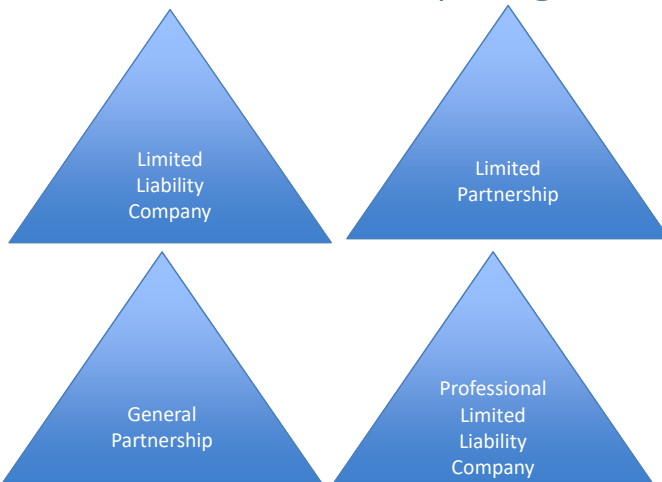 Limited
Liability
Company
Limited
Partnership
General
Partnership
Professional
Limited
Liability
Company